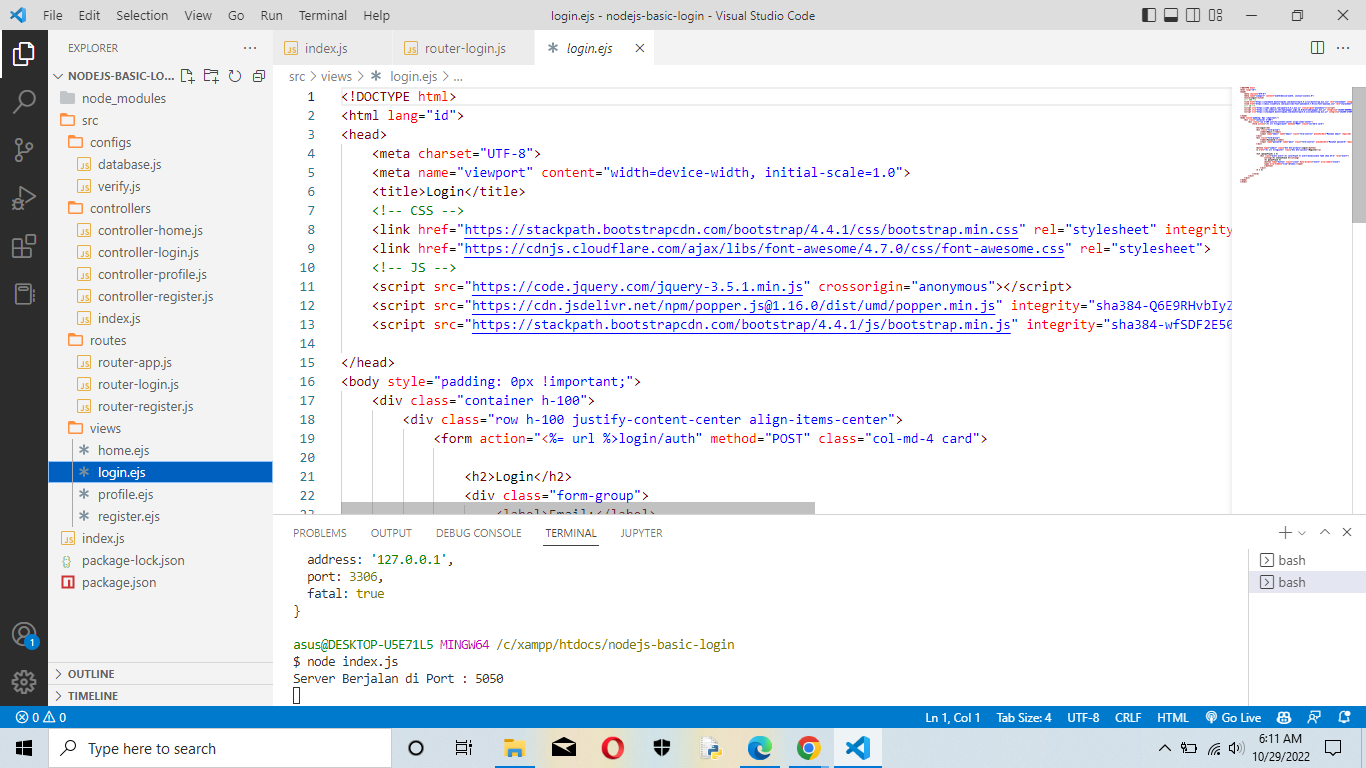 File Edit Selection View Go Run Terminal Help login.ejs - nodejs-basic-login - Visual Studio Code
EXPLORER
index.js router-login.js login.ejs
NODEJS-BASIC-LO...
src > views > login.ejs > ...
node_modules
src
configs
database.js
verify.js
controllers
controller-home.js
controller-login.js
controller-profile.js
controller-register.js
index.js
routes
router-app.js
router-login.js
router-register.js
views
home.ejs
login.ejs
profile.ejs
register.ejs
index.js
package-lock.json
package.json
OUTLINE
TIMELINE
1 <!DOCTYPE html>
2 <html lang="id">
3 <head>
4 <meta charset="UTF-8">
5 <meta name="viewport" content="width=device-width, initial-scale=1.0">
6 <title>Login</title>
7 <!-- CSS -->
8 <link href="https://stackpath.bootstrapcdn.com/bootstrap/4.4.1/css/bootstrap.min.css" rel="stylesheet" integrity
9 <link href="https://cdnjs.cloudflare.com/ajax/libs/font-awesome/4.7.0/css/font-awesome.css" rel="stylesheet">
10 <!-- JS -->
11 <script src="https://code.jquery.com/jquery-3.5.1.min.js" crossorigin="anonymous"></script>
12 <script src="https://cdn.jsdelivr.net/npm/popper.js@1.16.0/dist/umd/popper.min.js" integrity="sha384-Q6E9RHvbIyZ
13 <script src="https://stackpath.bootstrapcdn.com/bootstrap/4.4.1/js/bootstrap.min.js" integrity="sha384-wfSDF2E50
14
15 </head>
16 <body style="padding: 0px !important;">
17 <div class="container h-100">
18 <div class="row h-100 justify-content-center align-items-center">
19 <form action="<%= url %>login/auth" method="POST" class="col-md-4 card">
20
21 <h2>Login</h2>
22 <div class="form-group">
23 <label>Email:</label>
PROBLEMS OUTPUT DEBUG CONSOLE TERMINAL JUPYTER
address: '127.0.0.1',
port: 3306,
fatal: true
}
asus@DESKTOP-U5E71L5 MINGW64 /c/xampp/htdocs/nodejs-basic-login
$ node index.js
Server Berjalan di Port : 5050
bash
bash
1
0 0 Ln 1, Col 1 Tab Size: 4 UTF-8 CRLF HTML Go Live
Type here to search
6:11 AM
10/29/2022